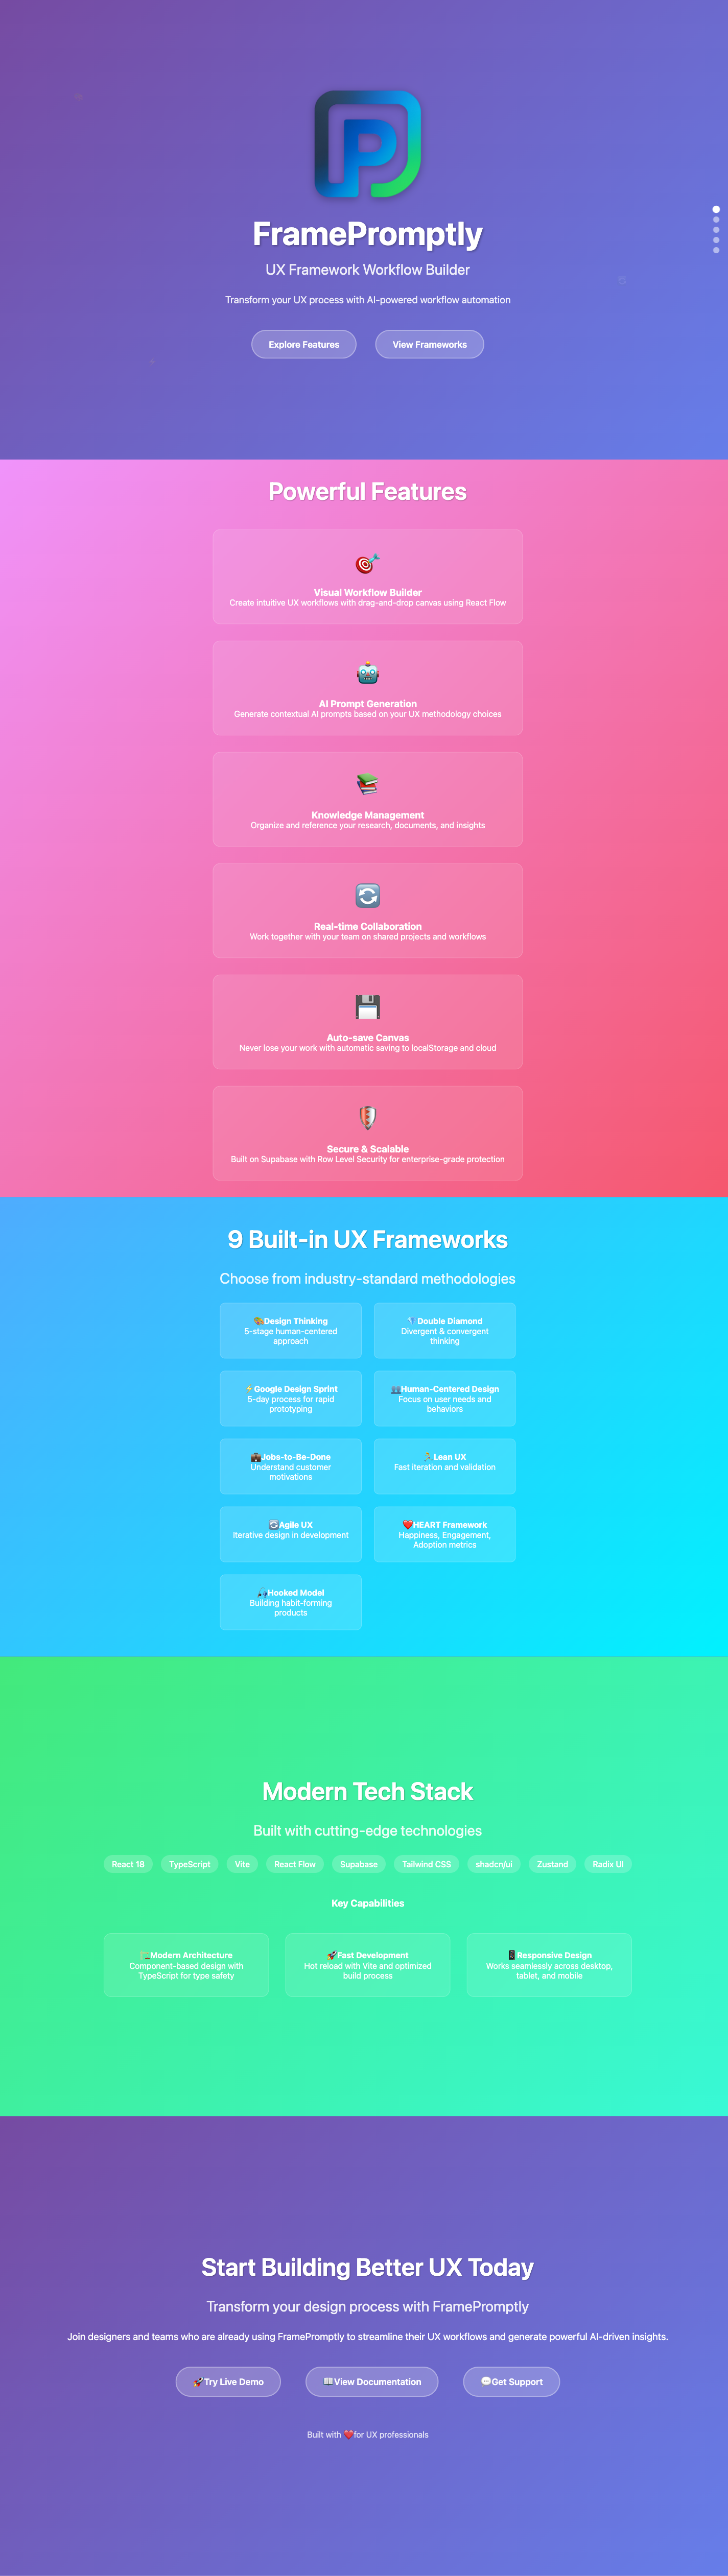 FramePromptly
UX Framework Workflow Builder
Transform your UX process with AI-powered workflow automation
Explore Features
View Frameworks
Powerful Features
Visual Workflow Builder
Create intuitive UX workflows with drag-and-drop canvas using React Flow
AI Prompt Generation
Generate contextual AI prompts based on your UX methodology choices
Knowledge Management
Organize and reference your research, documents, and insights
Real-time Collaboration
Work together with your team on shared projects and workflows
Auto-save Canvas
Never lose your work with automatic saving to localStorage and cloud
Secure & Scalable
Built on Supabase with Row Level Security for enterprise-grade protection
9 Built-in UX Frameworks
Choose from industry-standard methodologies
Design Thinking
5-stage human-centered
approach
Double Diamond
Divergent & convergent
thinking
Google Design Sprint
5-day process for rapid
prototyping
Human-Centered Design
Focus on user needs and
behaviors
Jobs-to-Be-Done
Understand customer
motivations
Lean UX
Fast iteration and validation
Agile UX
Iterative design in development
HEART Framework
Happiness, Engagement,
Adoption metrics
Hooked Model
Building habit-forming
products
Modern Tech Stack
Built with cutting-edge technologies
React 18
TypeScript
Vite
React Flow
Supabase
Tailwind CSS
shadcn/ui
Zustand
Radix UI
Key Capabilities
Modern Architecture
Component-based design with
TypeScript for type safety
Fast Development
Hot reload with Vite and optimized
build process
Responsive Design
Works seamlessly across desktop,
tablet, and mobile
Start Building Better UX Today
Transform your design process with FramePromptly
Join designers and teams who are already using FramePromptly to streamline their UX workflows and generate powerful AI-driven insights.
Try Live Demo
View Documentation
Get Support
Built with ❤️for UX professionals